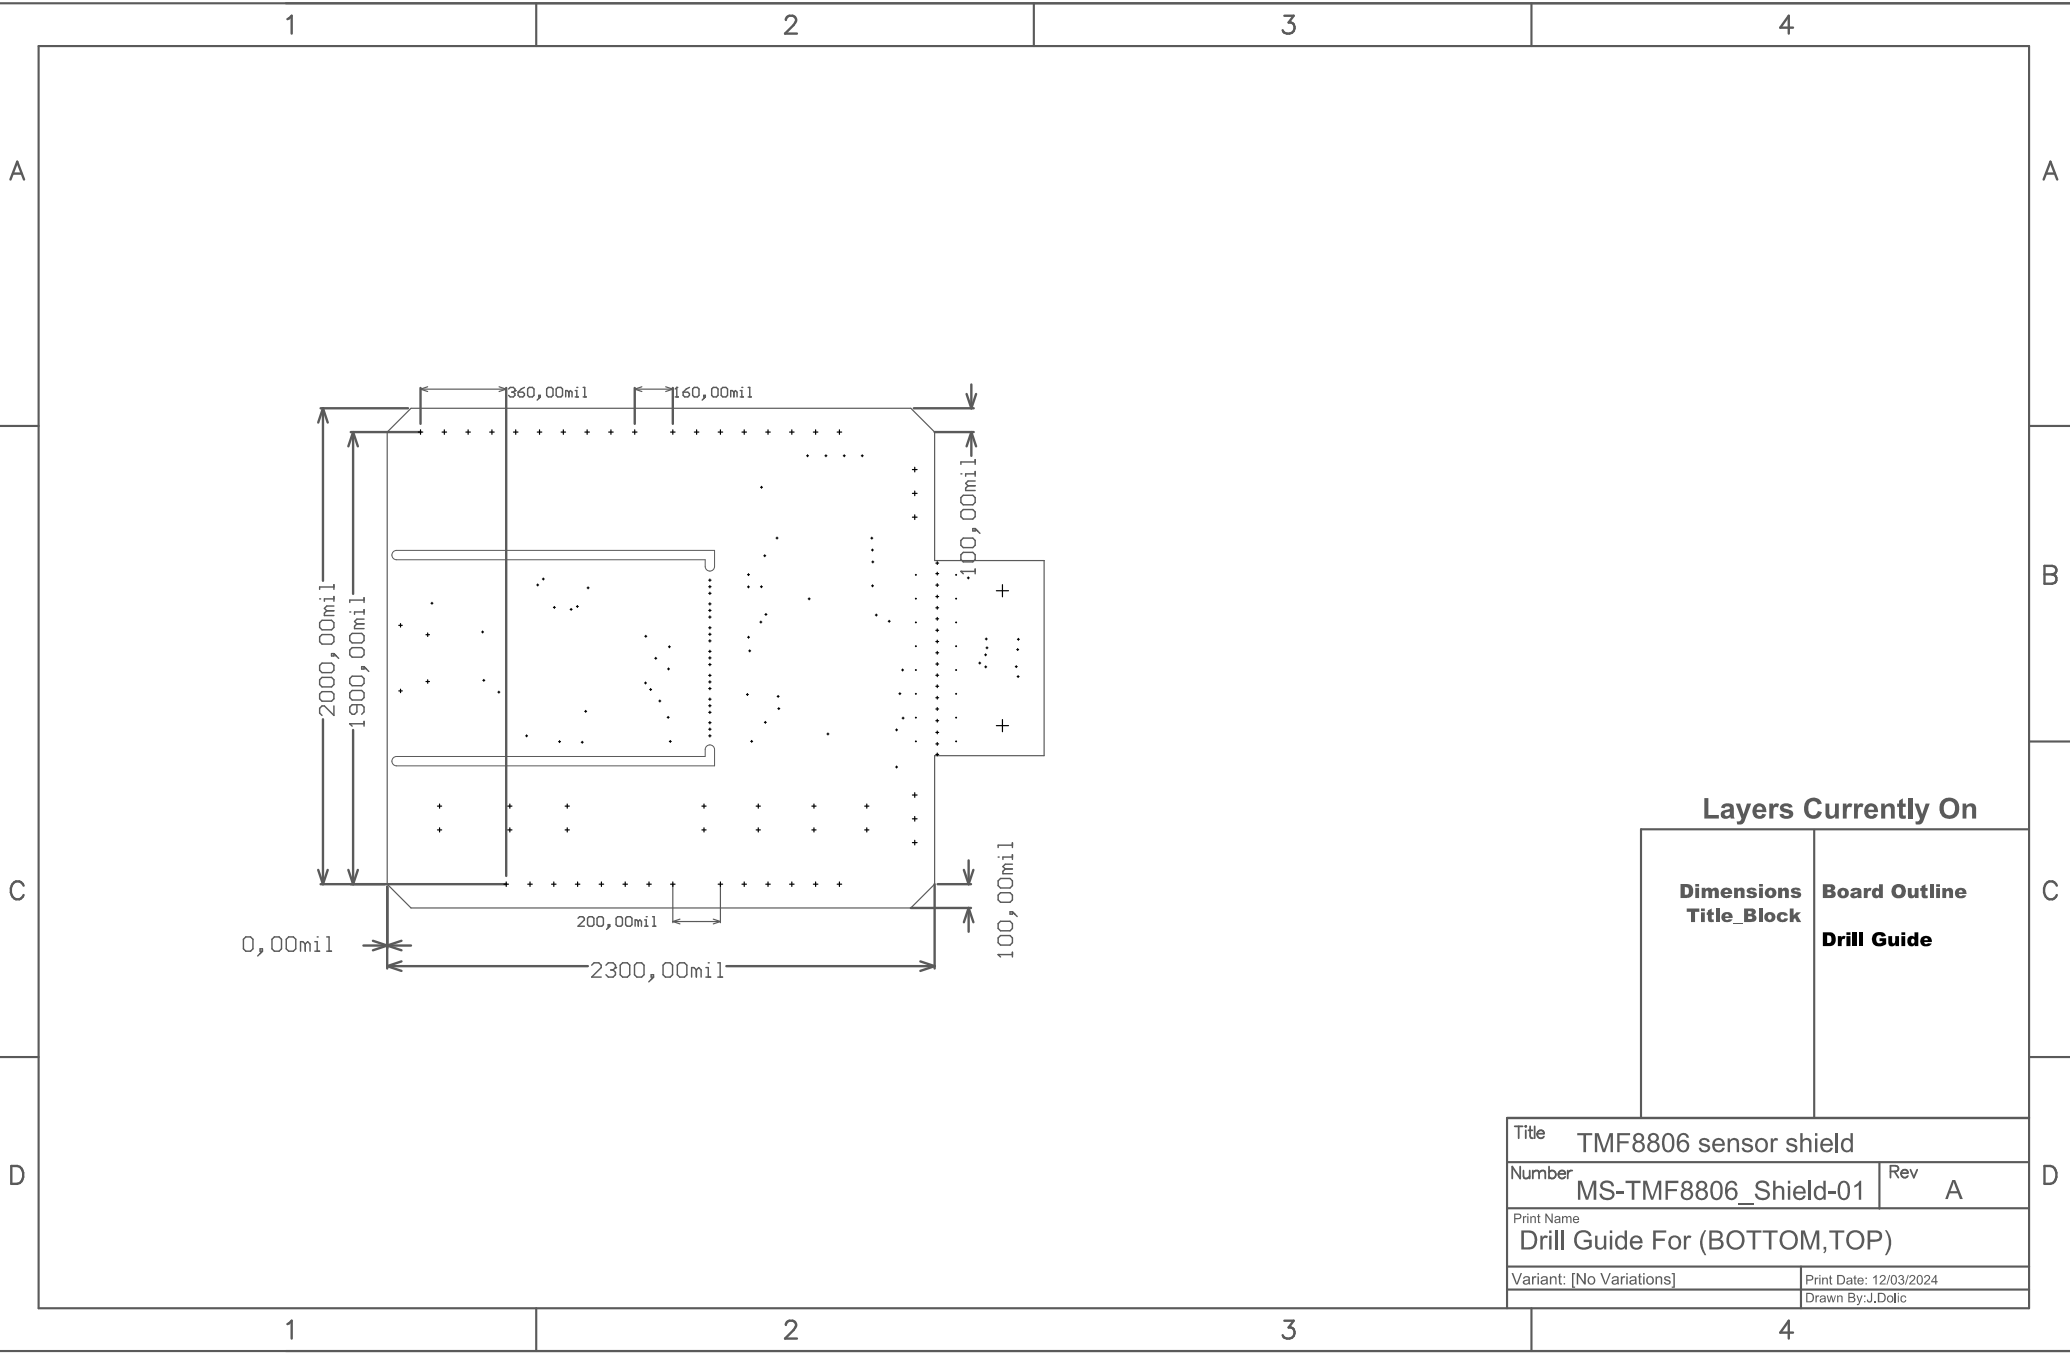 1 2 3 4
A A
360,00mil 160,00mil
100,00mil
B
2000,00mil
1900,00mil
Layers Currently On
C C
Dimensions Board Outline
Title_Block
Drill Guide
100,00mil
200,00mil
0,00mil
2300,00mil
Title TMF8806 sensor shield
Number MS-TMF8806_Shield-01 Rev A
D D
Print Name
Drill Guide For (BOTTOM,TOP)
Variant: [No Variations] Print Date: 12/03/2024
Drawn By:J.Dolic
1 2 3 4